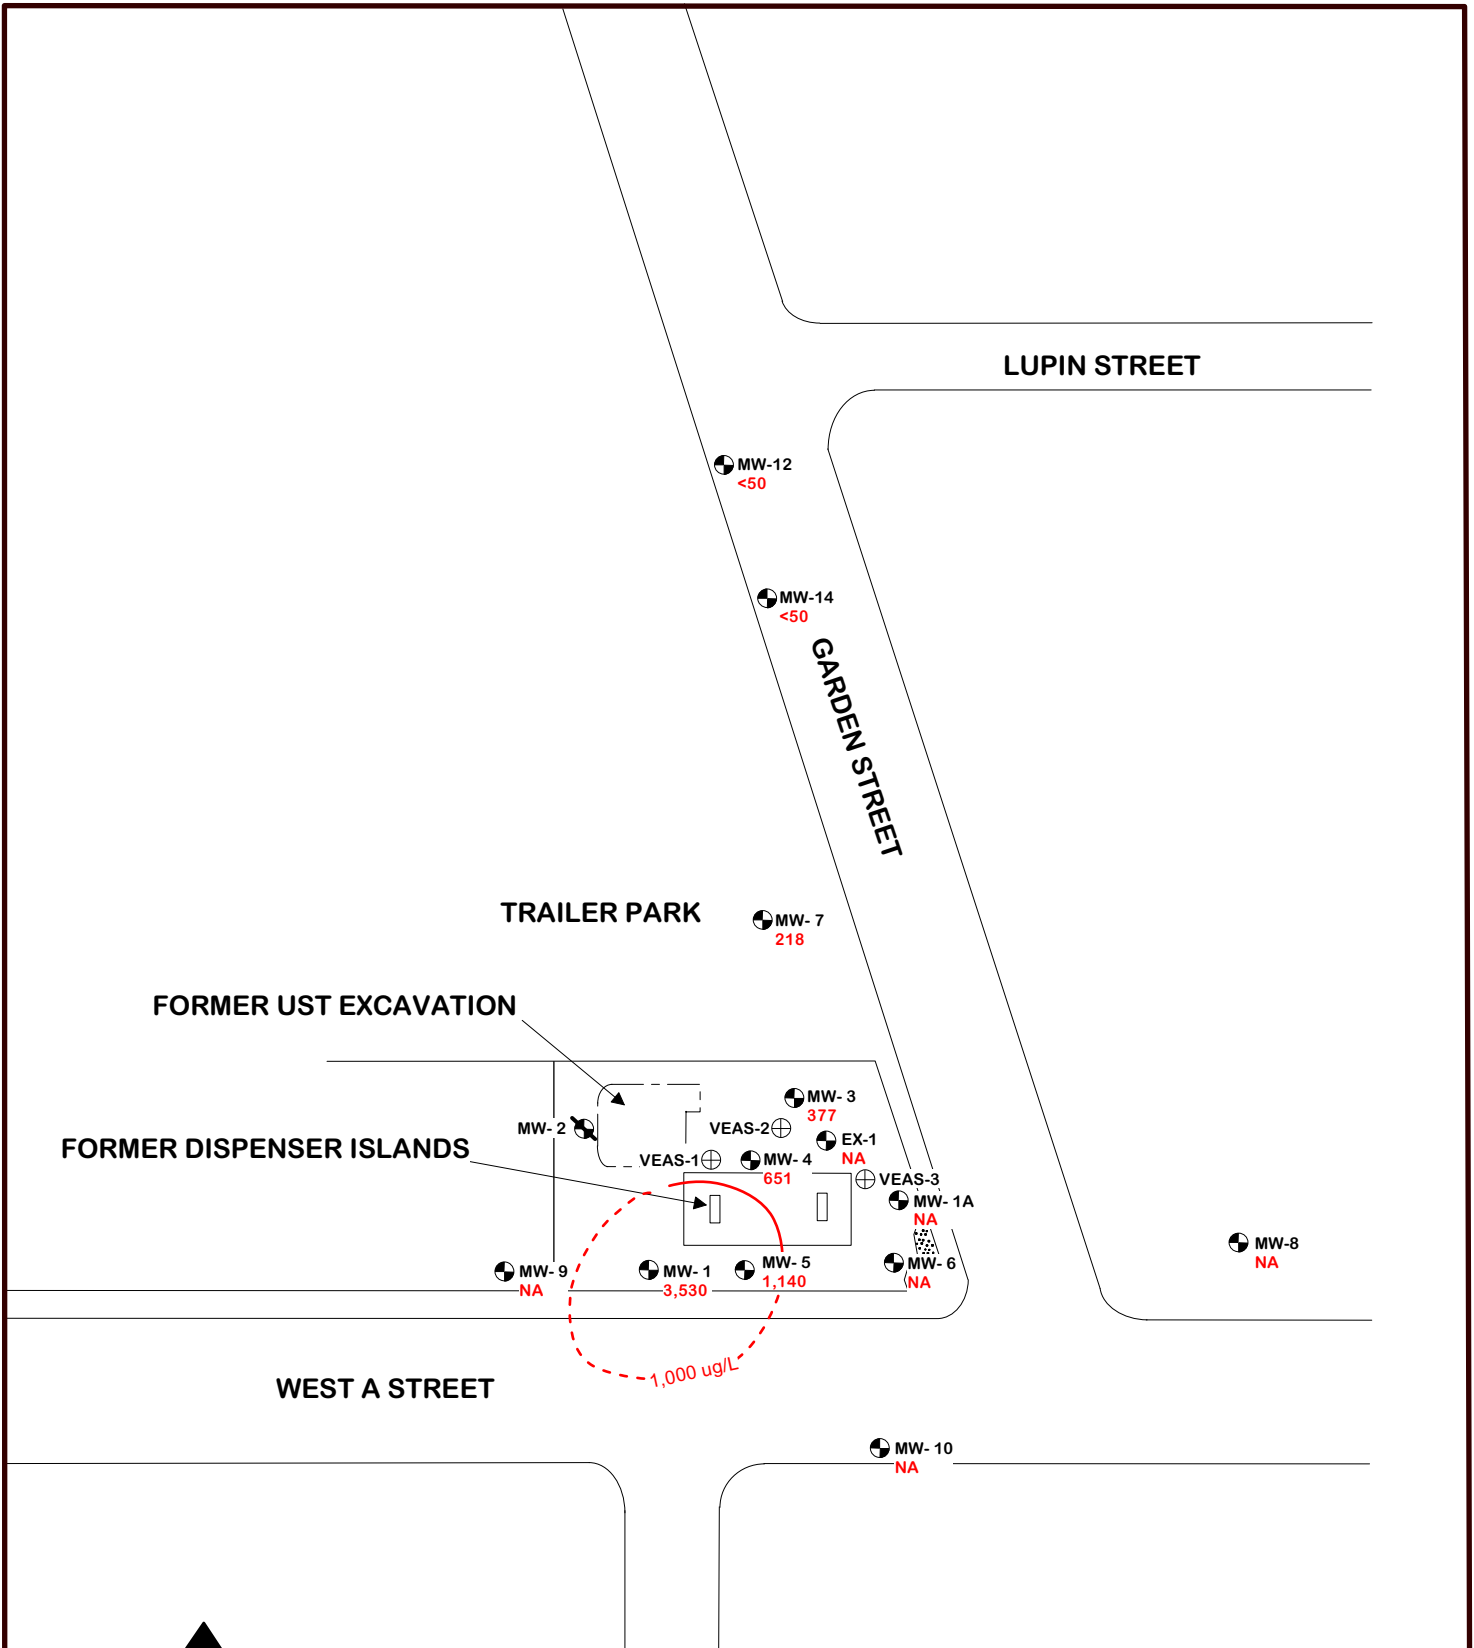 LUPIN STREET
MW-12
<50
MW-14
<50
GARDEN STREET
TRAILER PARK
MW- 7
218
FORMER UST EXCAVATION
MW- 3
377
MW- 2
VEAS-2
EX-1
NA
FORMER DISPENSER ISLANDS
VEAS-1
MW- 4
651
VEAS-3
MW- 1A
NA
MW-8
NA
MW- 9
NA
MW- 1
3,530
MW- 5
1,140
MW- 6
NA
1,000 ug/L
WEST A STREET
MW- 10
NA